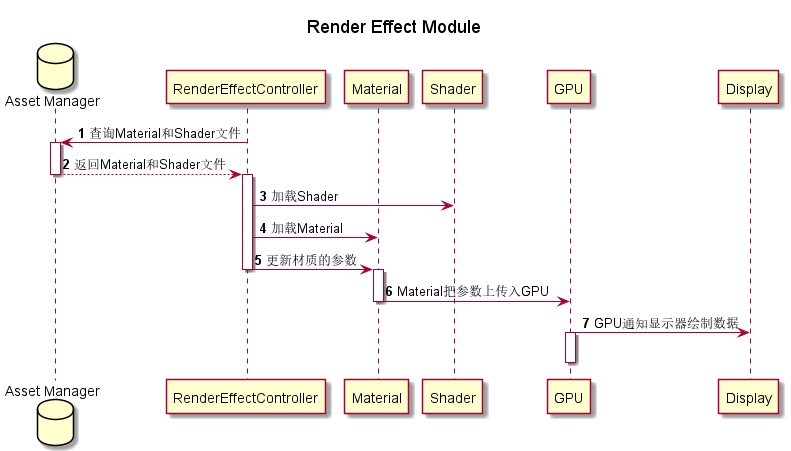 Render Effect Module
Asset Manager
RenderEffectController
Material
Shader
GPU
Display
1 查询Material和Shader文件
2 返回Material和Shader文件
3 加载Shader
4 加载Material
5 更新材质的参数
6 Material把参数上传入GPU
7 GPU通知显示器绘制数据
Asset Manager
RenderEffectController
Material
Shader
GPU
Display